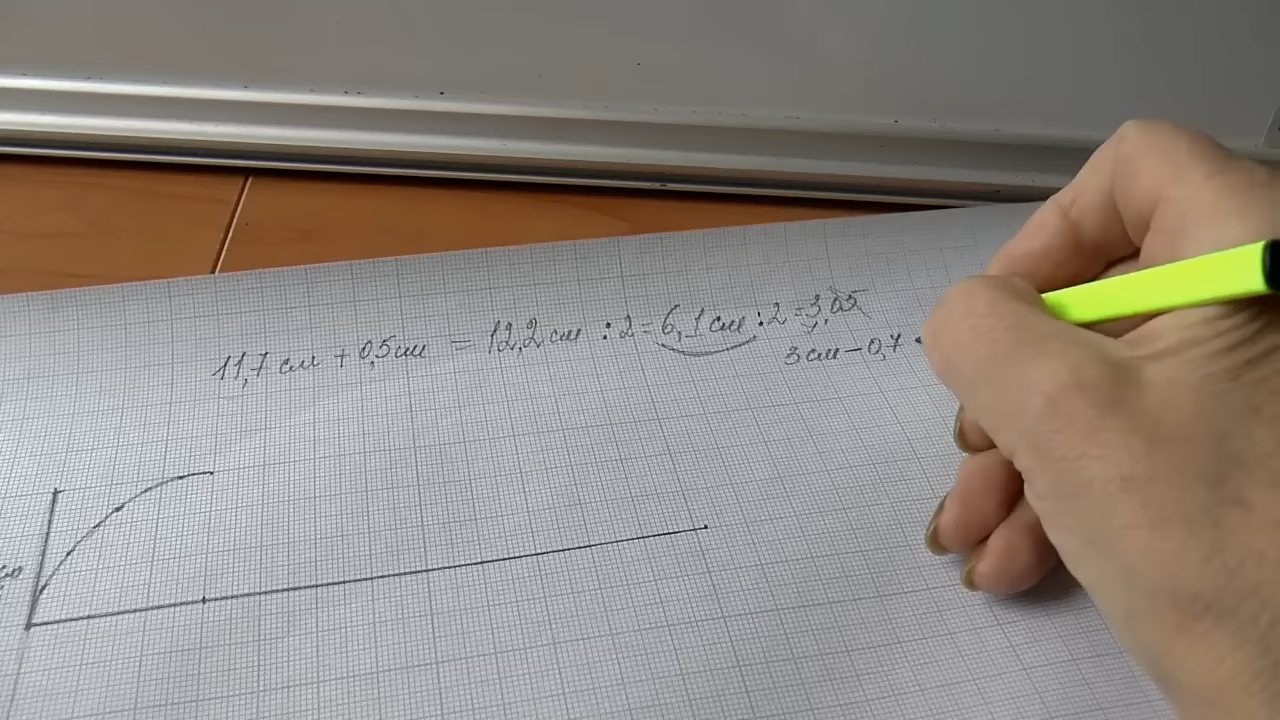 11,7 см + 0,5 см = 12,2 см : 2 = 6,1 см : 2 = 3,05
3 см - 0,7